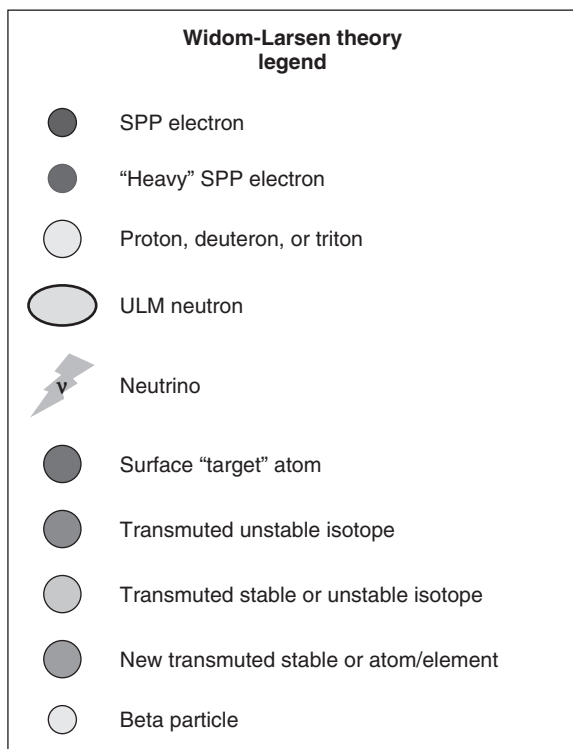 Widom-Larsen theory
legend
SPP electron
“Heavy” SPP electron
Proton, deuteron, or triton
ULM neutron
ν
Neutrino
Surface “target” atom
Transmuted unstable isotope
Transmuted stable or unstable isotope
New transmuted stable or atom/element
Beta particle